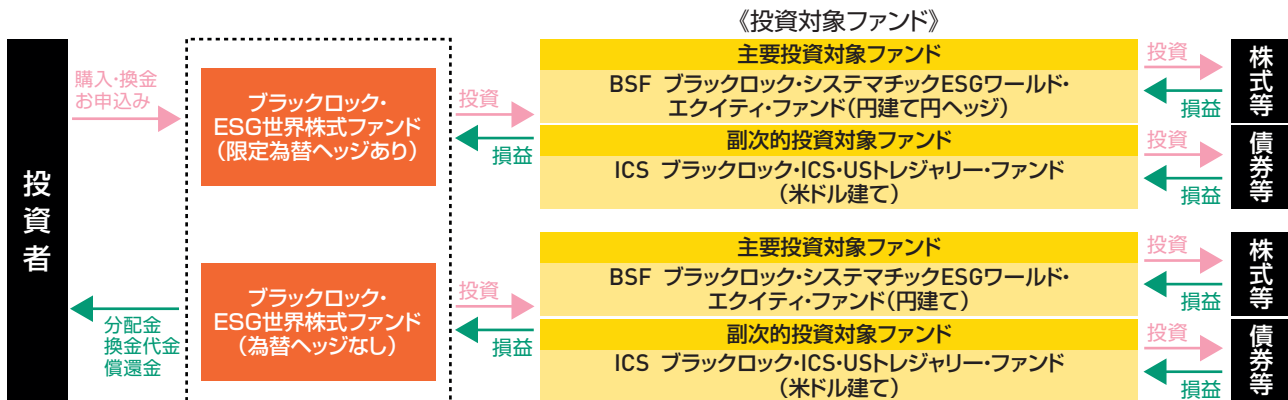 《投資対象ファンド》
投資者
購入・換金
お申込み
分配金
換金代金
償還金
ブラックロック・
ESG世界株式ファンド
（限定為替ヘッジあり）
投資
損益
主要投資対象ファンド
BSF ブラックロック・システマチックESGワールド・
エクイティ・ファンド（円建て円ヘッジ）
投資
損益
株式等
副次的投資対象ファンド
ICS ブラックロック・ICS・USトレジャリー・ファンド
（米ドル建て）
投資
損益
債券等
ブラックロック・
ESG世界株式ファンド
（為替ヘッジなし）
投資
損益
主要投資対象ファンド
BSF ブラックロック・システマチックESGワールド・
エクイティ・ファンド（円建て）
投資
損益
株式等
副次的投資対象ファンド
ICS ブラックロック・ICS・USトレジャリー・ファンド
（米ドル建て）
投資
損益
債券等